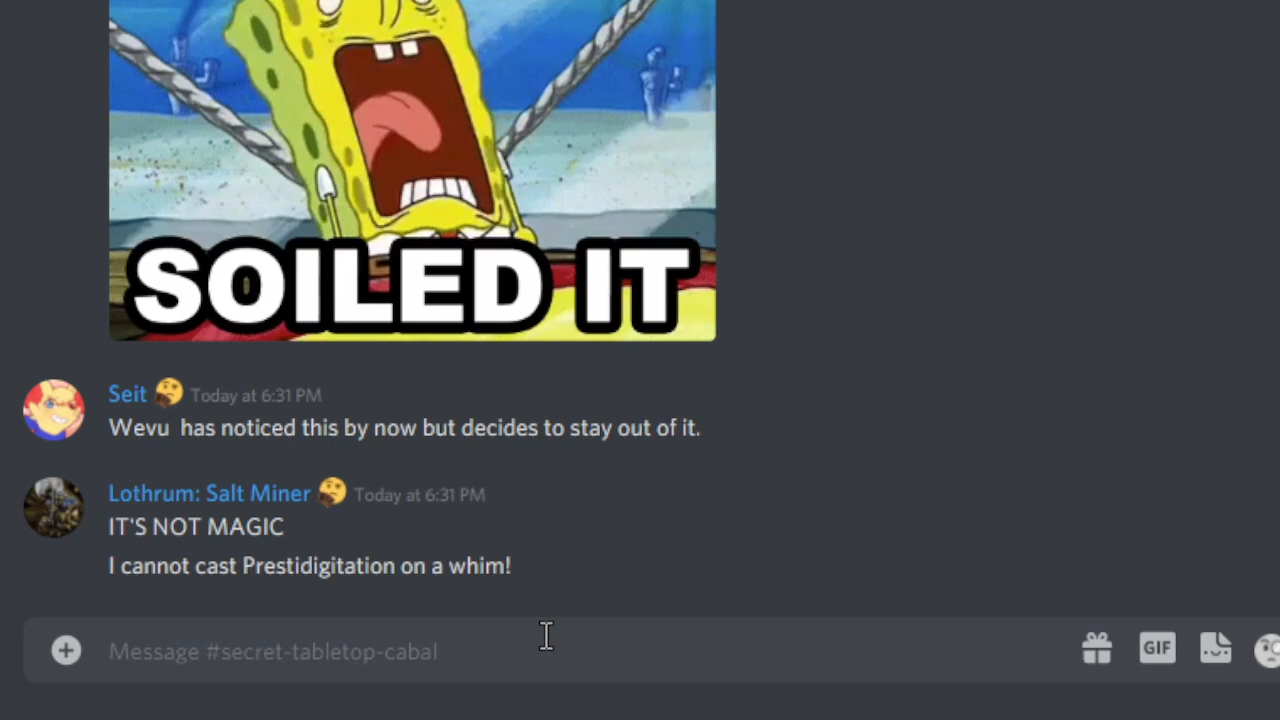 SOILED IT
Seit Today at 6:31 PM
Wevu has noticed this by now but decides to stay out of it.
Lothrum: Salt Miner Today at 6:31 PM
IT'S NOT MAGIC
I cannot cast Prestidigitation on a whim!
Message #secret-tabletop-cabal
GIF